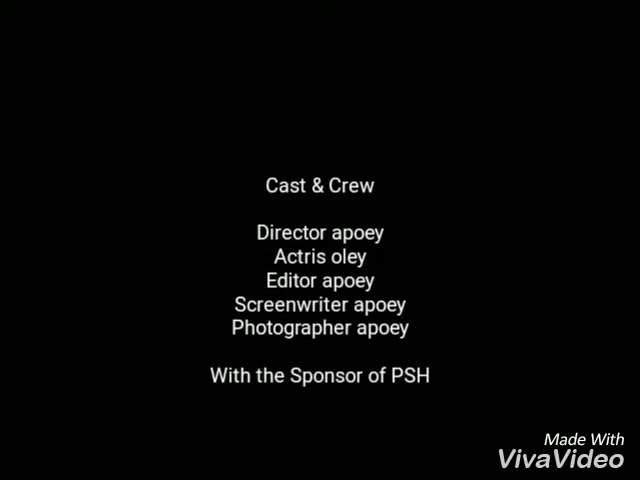 Cast & Crew
Director apoey
Actris oley
Editor apoey
Screenwriter apoey
Photographer apoey
With the Sponsor of PSH
Made With
VivaVideo